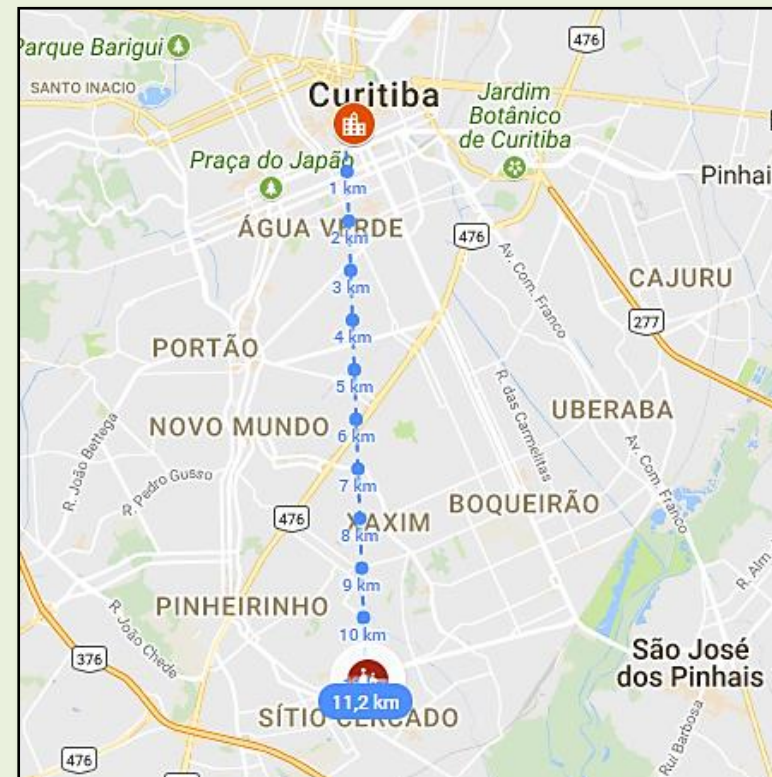 476
Parque Barigui
SANTO INACIO
Curitiba
Jardim
Botânico
de Curitiba
Praça do Japão
1 km
Pinhai
ÁGUA VERDE
2 km
476
Av. Com. Franco
3 km
CAJURU
277
4 km
PORTÃO
5 km
R. das Carmelitas
UBERABA
NOVO MUNDO
6 km
R. João Bettega
Av. Com. Franco
R. Pedro Gusso
7 km
BOQUEIRÃO
476
XAXIM
8 km
R. Alm.
9 km
PINHEIRINHO
R. João Chede
10 km
376
São José
dos Pinhais
11,2 km
SÍTIO CERCADO
Rui Barbosa
476